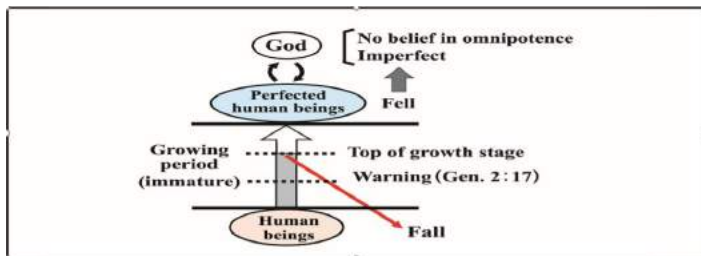 God
No belief in omnipotence
Imperfect
Perfected
human beings
Fell
Growing
period
(immature)
Top of growth stage
Warning (Gen. 2:17)
Human
beings
Fall